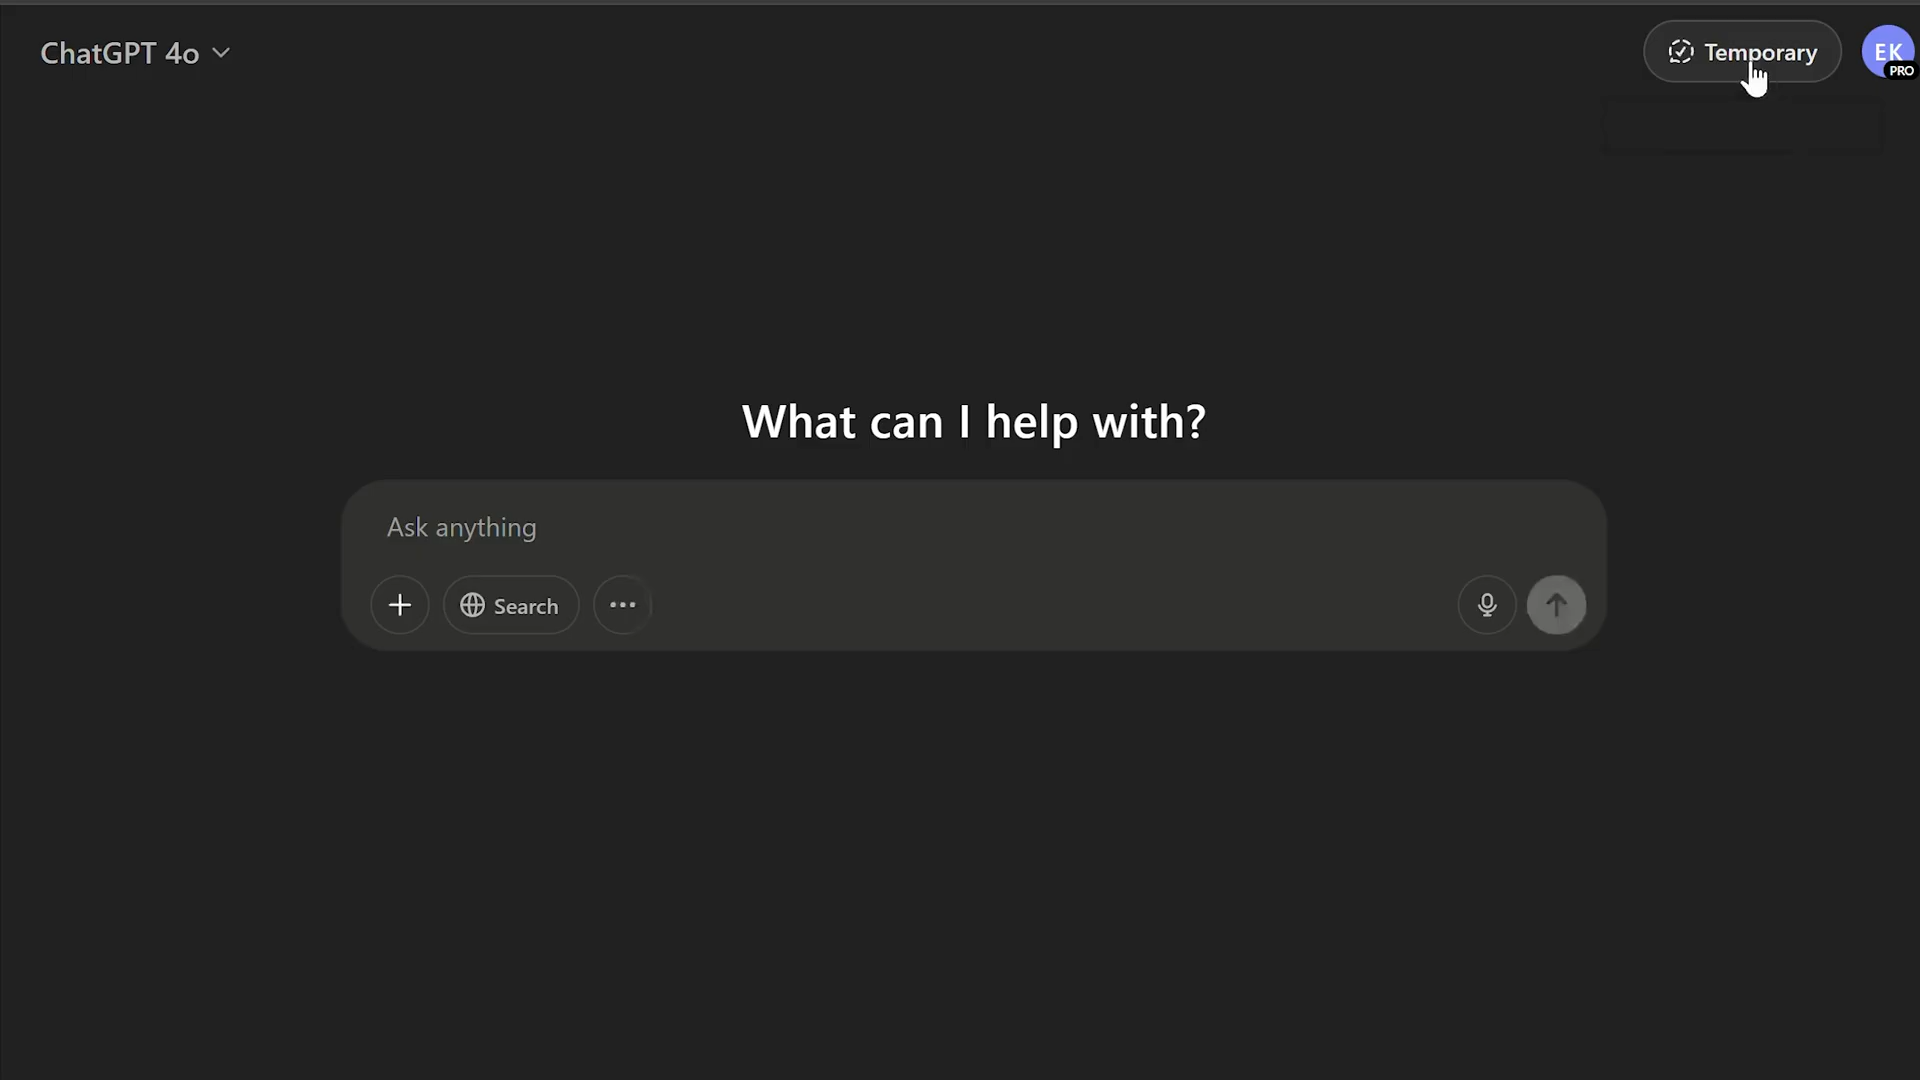 ChatGPT 4o
Temporary
EK
PRO
What can I help with?
Ask anything
Search